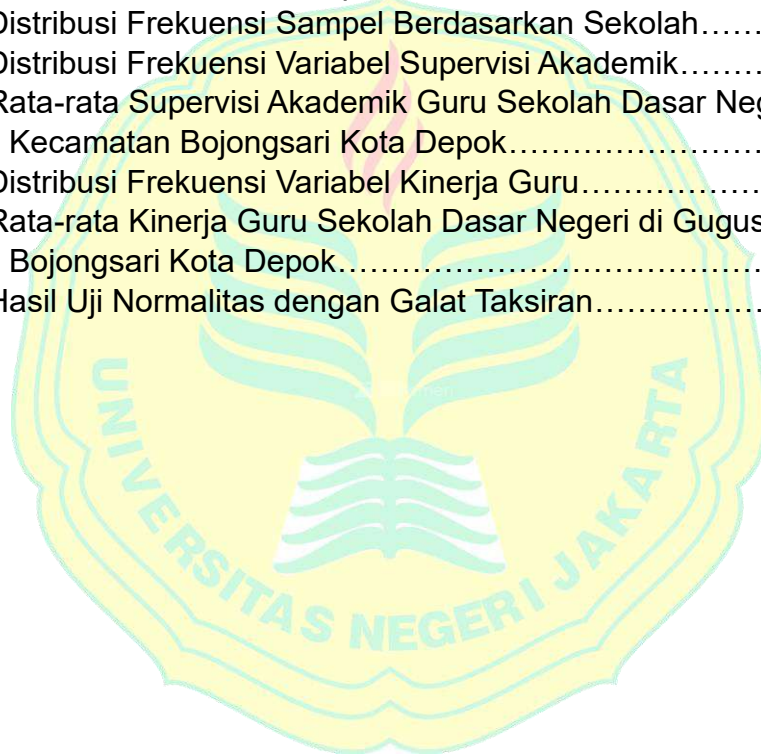 Distribusi Frekuensi Sampel Berdasarkan Sekolah……
Distribusi Frekuensi Variabel Supervisi Akademik………
Rata-rata Supervisi Akademik Guru Sekolah Dasar Neg
Kecamatan Bojongsari Kota Depok………………………
Distribusi Frekuensi Variabel Kinerja Guru………………
Rata-rata Kinerja Guru Sekolah Dasar Negeri di Gugus
Bojongsari Kota Depok………………………………………
Hasil Uji Normalitas dengan Galat Taksiran………………
UNIVERSITAS NEGERI JAKARTA